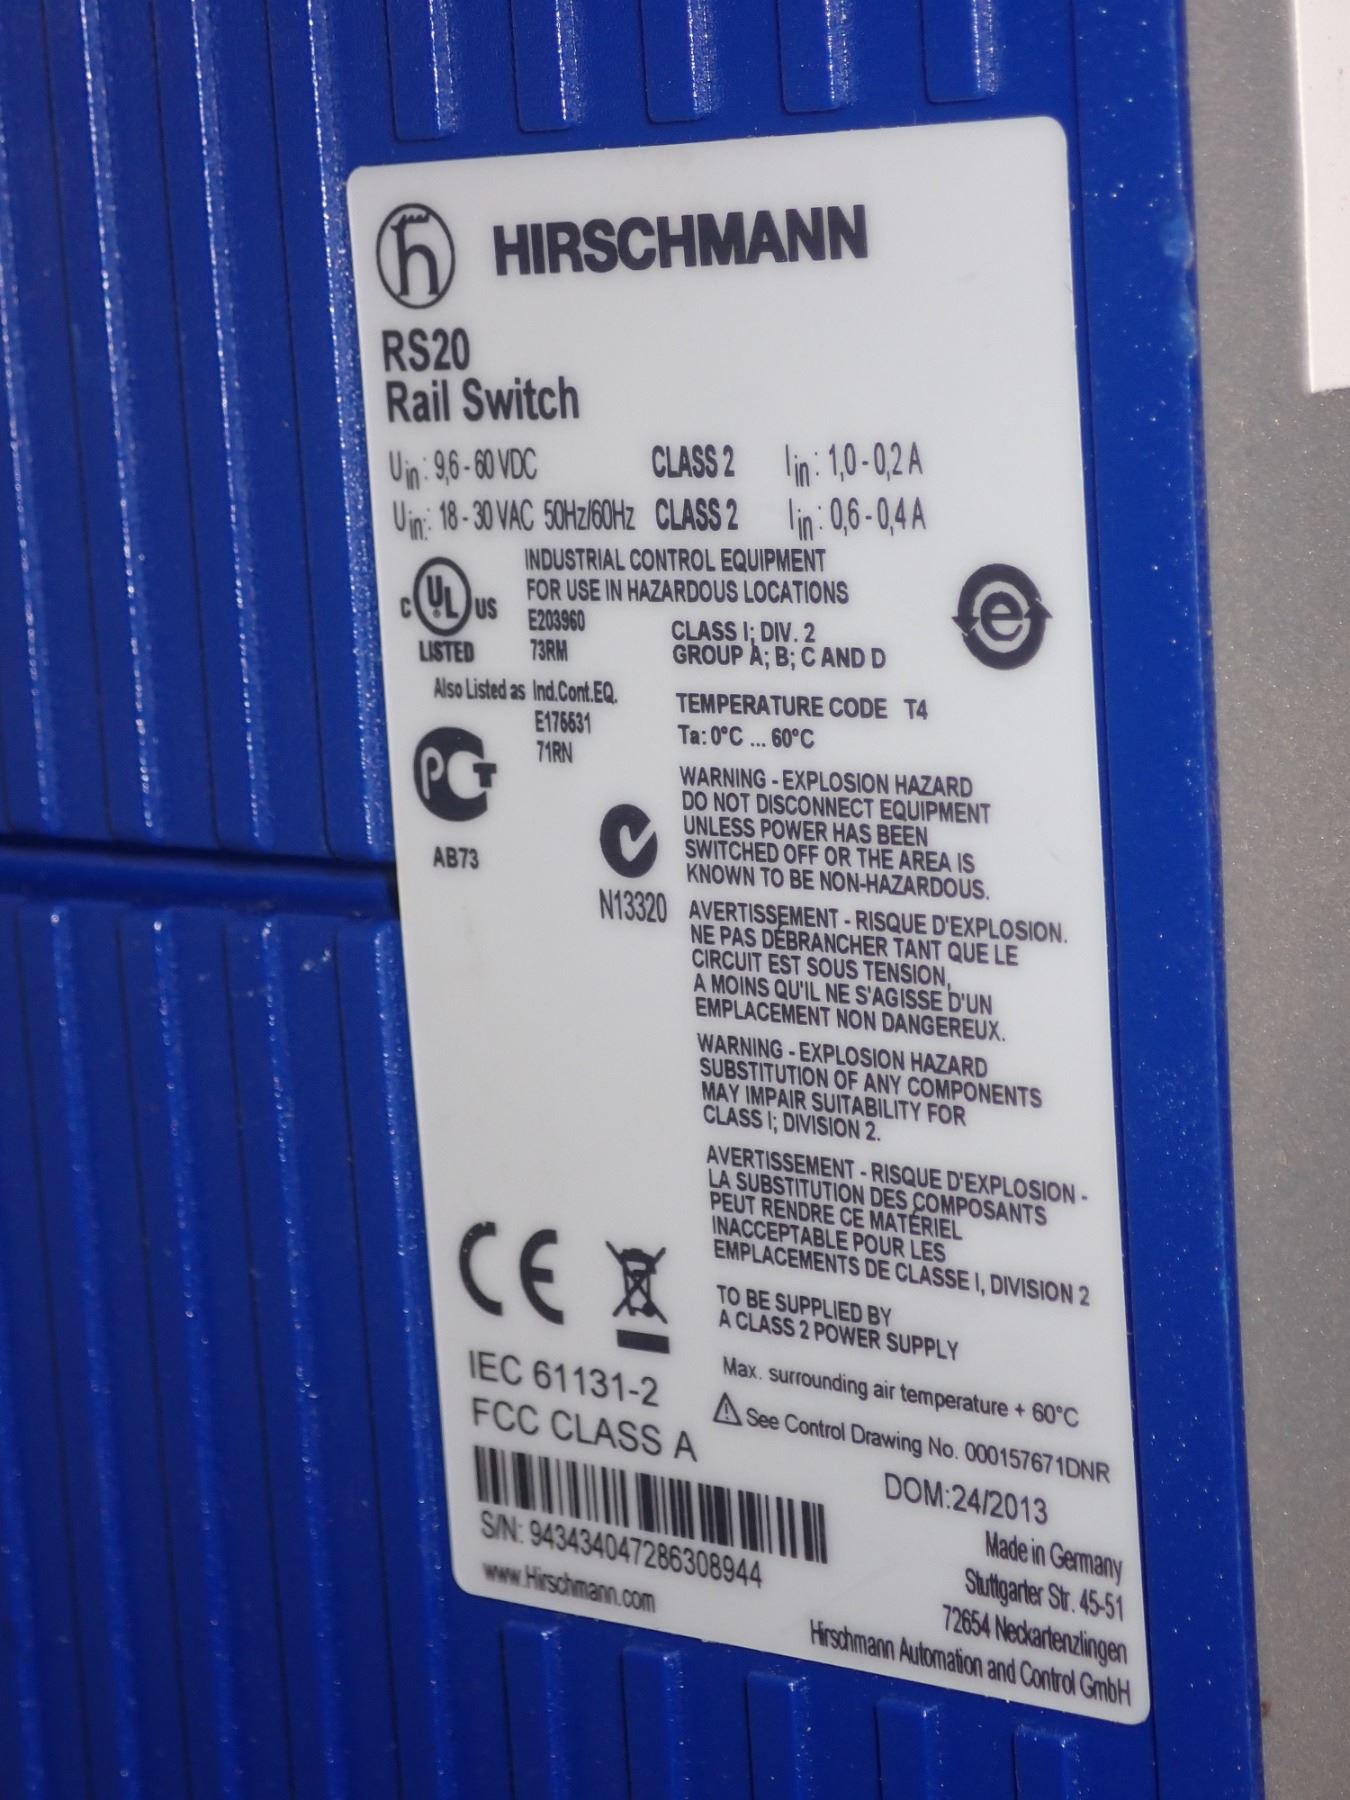 HIRSCHMANN
RS20
Rail Switch
Uin: 9,6 - 60 VDC CLASS 2 Iin: 1,0 - 0,2 A
Uin: 18 - 30 VAC 50Hz/60Hz CLASS 2 Iin: 0,6 - 0,4 A
INDUSTRIAL CONTROL EQUIPMENT
FOR USE IN HAZARDOUS LOCATIONS
C UL US
LISTED
E203960
73RM
CLASS I; DIV. 2
GROUP A; B; C AND D
e
Also Listed as Ind.Cont.EQ.
E175531
71RN
TEMPERATURE CODE T4
Ta: 0°C ... 60°C
PCT
AB73
N13320
WARNING - EXPLOSION HAZARD
DO NOT DISCONNECT EQUIPMENT
UNLESS POWER HAS BEEN
SWITCHED OFF OR THE AREA IS
KNOWN TO BE NON-HAZARDOUS.
AVERTISSEMENT - RISQUE D'EXPLOSION.
NE PAS DÉBRANCHER TANT QUE LE
CIRCUIT EST SOUS TENSION,
A MOINS QU'IL NE S'AGISSE D'UN
EMPLACEMENT NON DANGEREUX.
WARNING - EXPLOSION HAZARD
SUBSTITUTION OF ANY COMPONENTS
MAY IMPAIR SUITABILITY FOR
CLASS I; DIVISION 2.
AVERTISSEMENT - RISQUE D'EXPLOSION -
LA SUBSTITUTION DES COMPOSANTS
PEUT RENDRE CE MATÉRIEL
INACCEPTABLE POUR LES
EMPLACEMENTS DE CLASSE I, DIVISION 2
TO BE SUPPLIED BY
A CLASS 2 POWER SUPPLY
Max. surrounding air temperature + 60°C
See Control Drawing No. 000157671DNR
CE
IEC 61131-2
FCC CLASS A
S/N: 943434047286308944
www.Hirschmann.com
DOM:24/2013
Made in Germany
Stuttgarter Str. 45-51
72654 Neckartenzlingen
Hirschmann Automation and Control GmbH